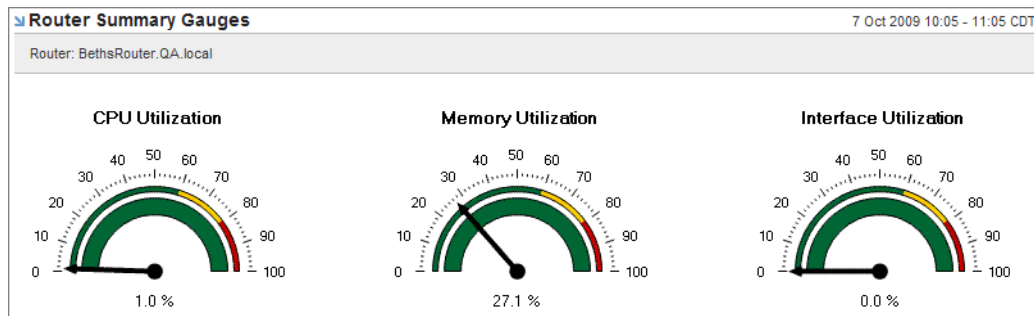 Router Summary Gauges 7 Oct 2009 10:05 - 11:05 CDT
Router: BethsRouter.QA.local
CPU Utilization Memory Utilization Interface Utilization
0 10 20 30 40 50 60 70 80 90 100
0 10 20 30 40 50 60 70 80 90 100
0 10 20 30 40 50 60 70 80 90 100
1.0 % 27.1 % 0.0 %